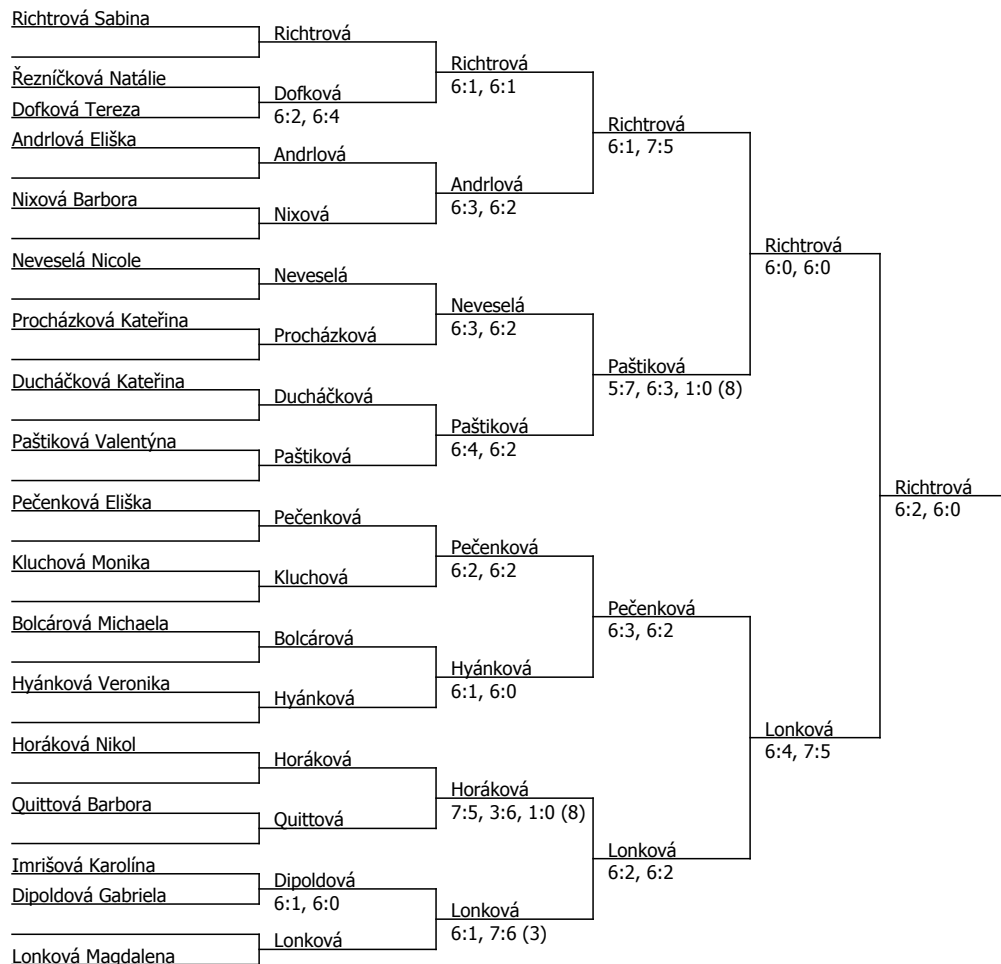 Richtrová Sabina
Řezníčková Natálie
Dofková Tereza
Andrlová Eliška
Nixová Barbora
Neveselá Nicole
Procházková Kateřina
Ducháčková Kateřina
Paštiková Valentýna
Pečenková Eliška
Kluchová Monika
Bolcárová Michaela
Hyánková Veronika
Horáková Nikol
Quittová Barbora
Imrišová Karolína
Dipoldová Gabriela
Lonková Magdalena
Richtrová
Dofková
6:2, 6:4
Andrlová
Nixová
Neveselá
Procházková
Ducháčková
Paštiková
Pečenková
Kluchová
Bolcárová
Hyánková
Horáková
Quittová
Dipoldová
6:1, 6:0
Lonková
Richtrová
6:1, 6:1
Andrlová
6:3, 6:2
Neveselá
6:3, 6:2
Paštiková
6:4, 6:2
Pečenková
6:2, 6:2
Hyánková
6:1, 6:0
Horáková
7:5, 3:6, 1:0 (8)
Lonková
6:1, 7:6 (3)
Richtrová
6:1, 7:5
Paštiková
5:7, 6:3, 1:0 (8)
Pečenková
6:3, 6:2
Lonková
6:2, 6:2
Richtrová
6:0, 6:0
Lonková
6:4, 7:5
Richtrová
6:2, 6:0